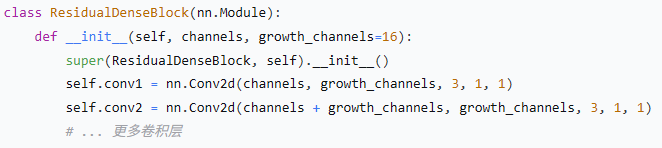 class ResidualDenseBlock(nn.Module):
    def __init__(self, channels, growth_channels=16):
        super(ResidualDenseBlock, self).__init__()
        self.conv1 = nn.Conv2d(channels, growth_channels, 3, 1, 1)
        self.conv2 = nn.Conv2d(channels + growth_channels, growth_channels, 3, 1, 1)
        # ... 更多卷积层